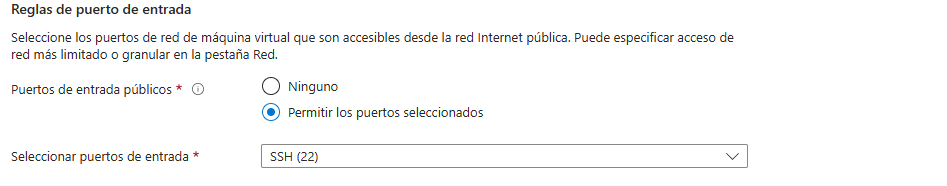 Reglas de puerto de entrada
Seleccione los puertos de red de máquina virtual que son accesibles desde la red Internet pública. Puede especificar acceso de
red más limitado o granular en la pestaña Red.
Puertos de entrada públicos *
Ninguno
Permitir los puertos seleccionados
Seleccionar puertos de entrada *
SSH (22)